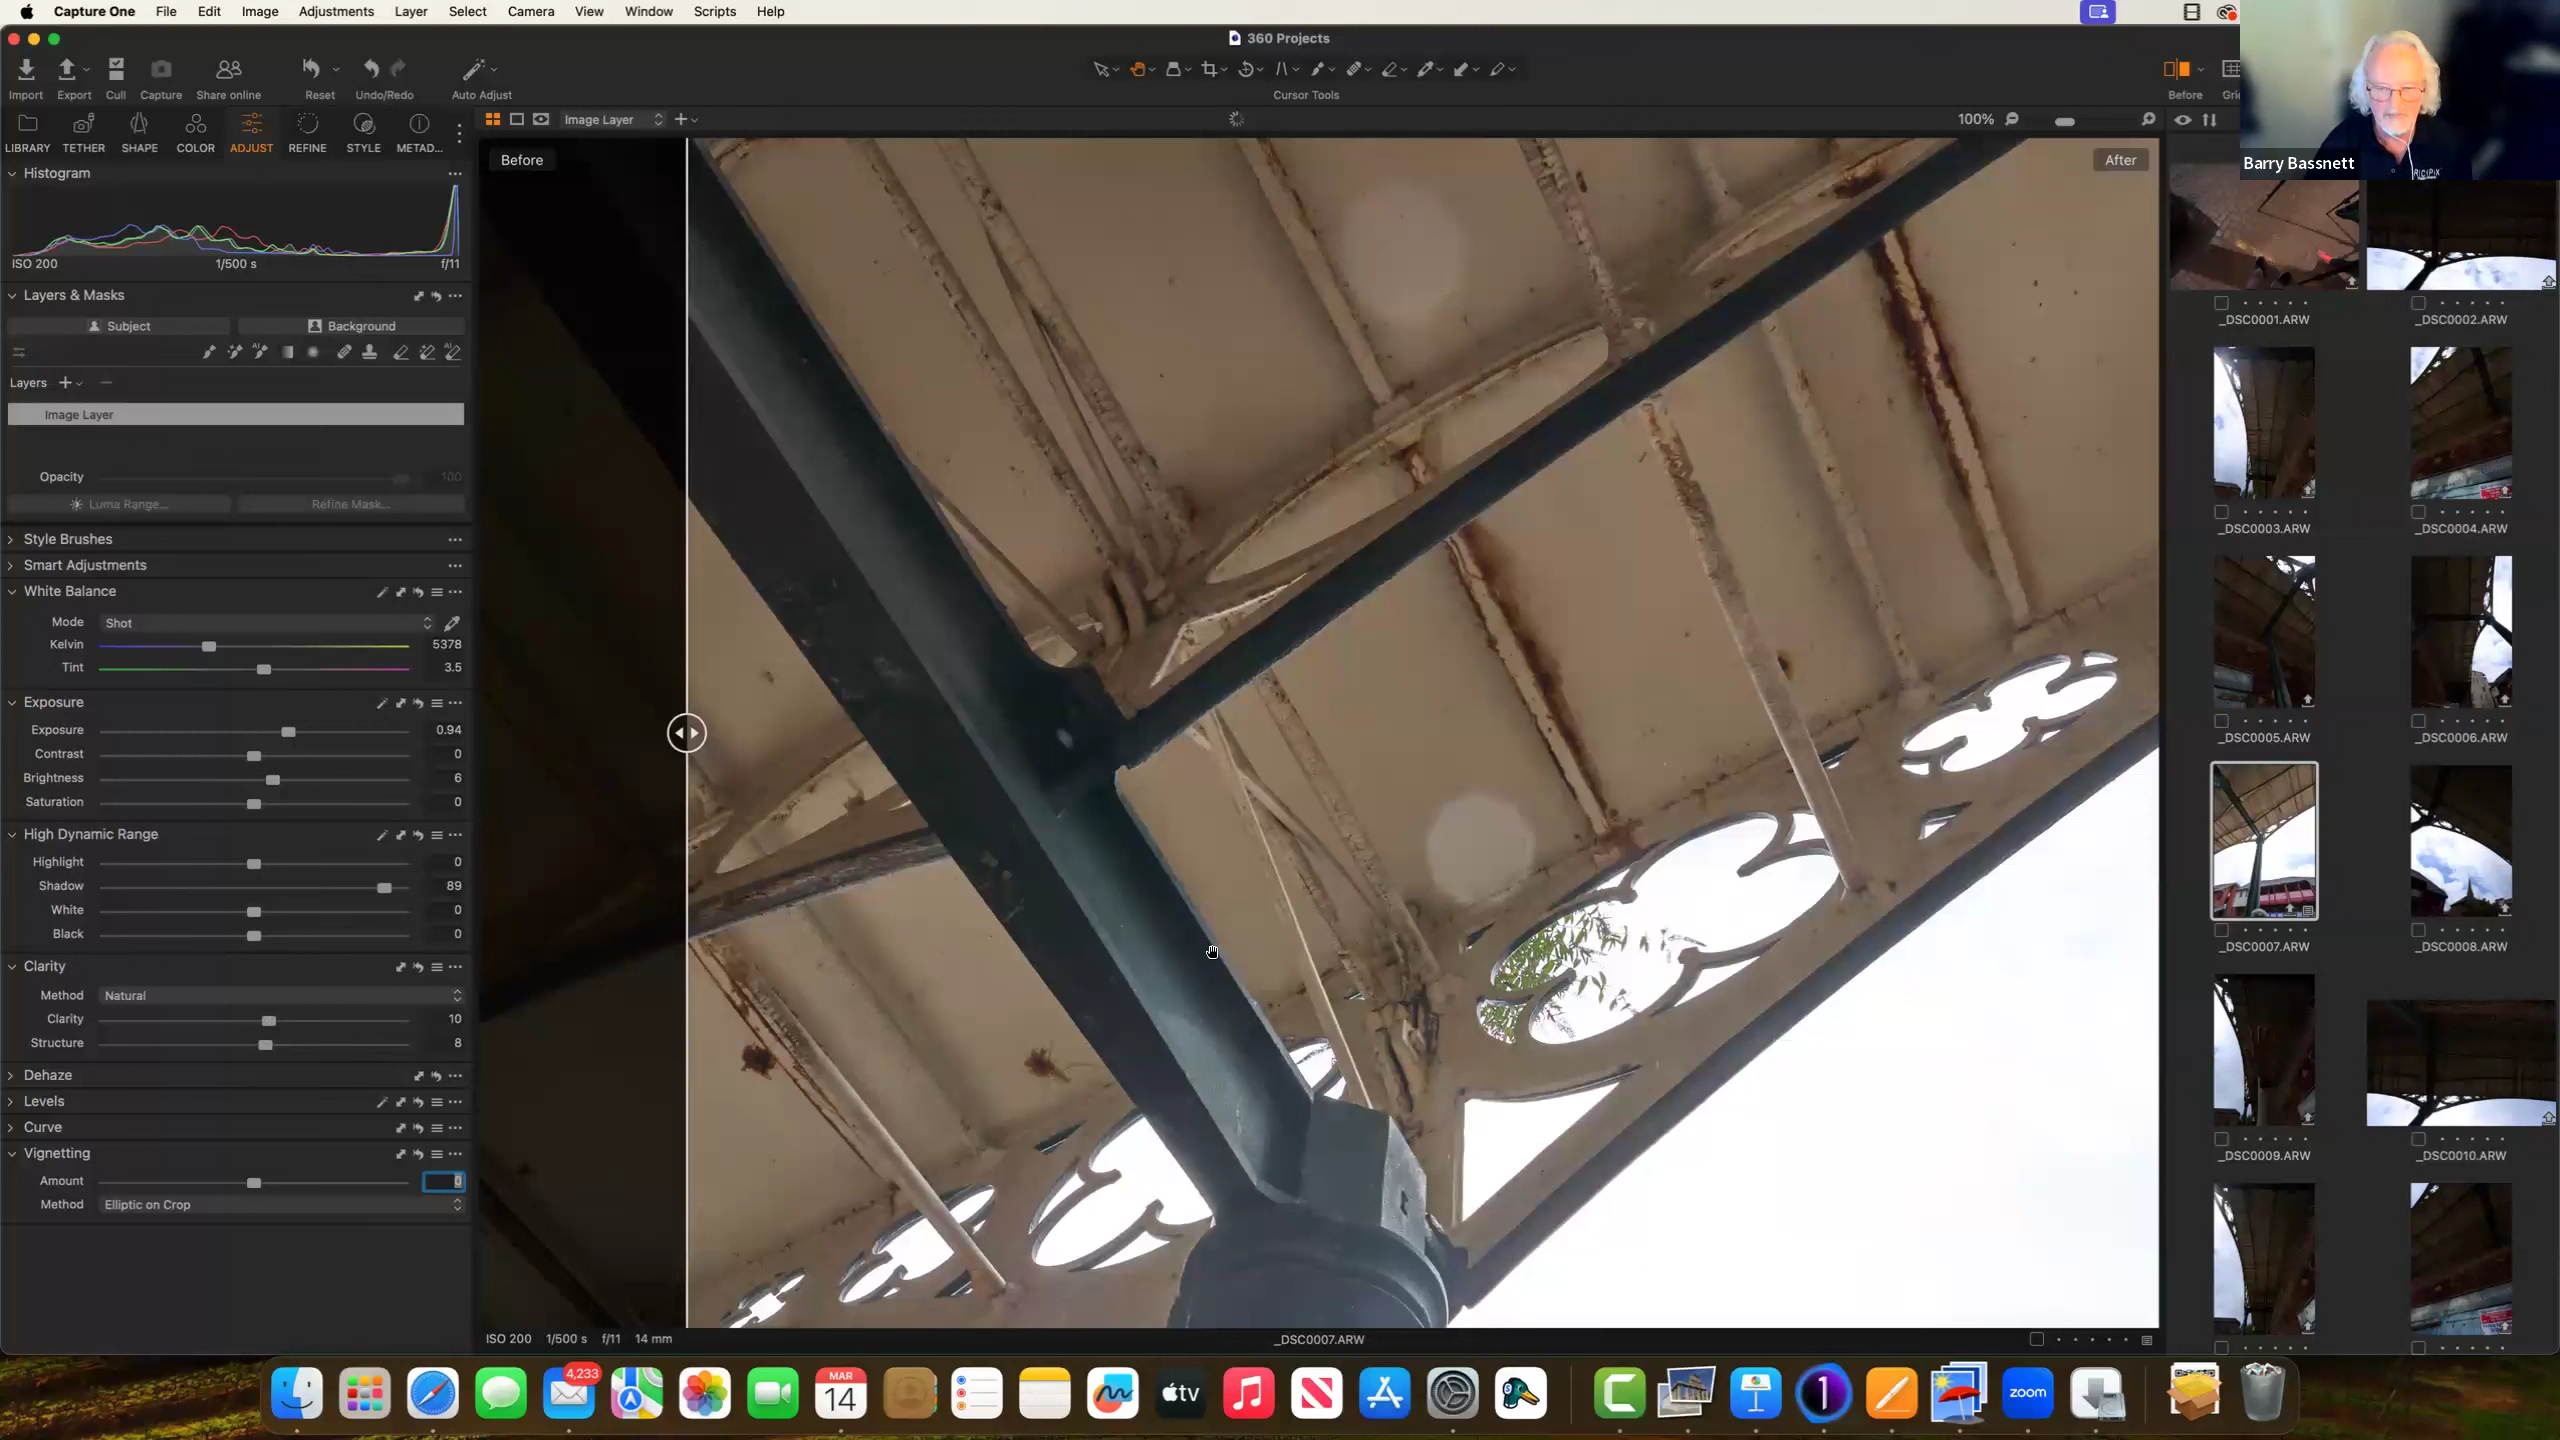 Capture One File Edit Image Adjustments Layer Select Camera View Window Scripts Help
360 Projects
Import Export Cull Capture Share online Reset Undo/Redo Auto Adjust Cursor Tools Before
LIBRARY TETHER SHAPE COLOR ADJUST REFINE STYLE METAD...
Image Layer 100%
Barry Bassnett
Before After
Histogram
ISO 200 1/500 s f/11
Layers & Masks
Subject Background
Layers
Image Layer
Opacity 100
Luma Range... Refine Mask...
Style Brushes
Smart Adjustments
White Balance
Mode Shot
Kelvin 5378
Tint 3.5
Exposure
Exposure 0.94
Contrast 0
Brightness 6
Saturation 0
High Dynamic Range
Highlight 0
Shadow 89
White 0
Black 0
Clarity
Method Natural
Clarity 10
Structure 8
Dehaze
Levels
Curve
Vignetting
Amount 0
Method Elliptic on Crop
_DSC0001.ARW _DSC0002.ARW
_DSC0003.ARW _DSC0004.ARW
_DSC0005.ARW _DSC0006.ARW
_DSC0007.ARW _DSC0008.ARW
_DSC0009.ARW _DSC0010.ARW
ISO 200 1/500 s f/11 14 mm _DSC0007.ARW
4,233
MAR
14
tv
zoom